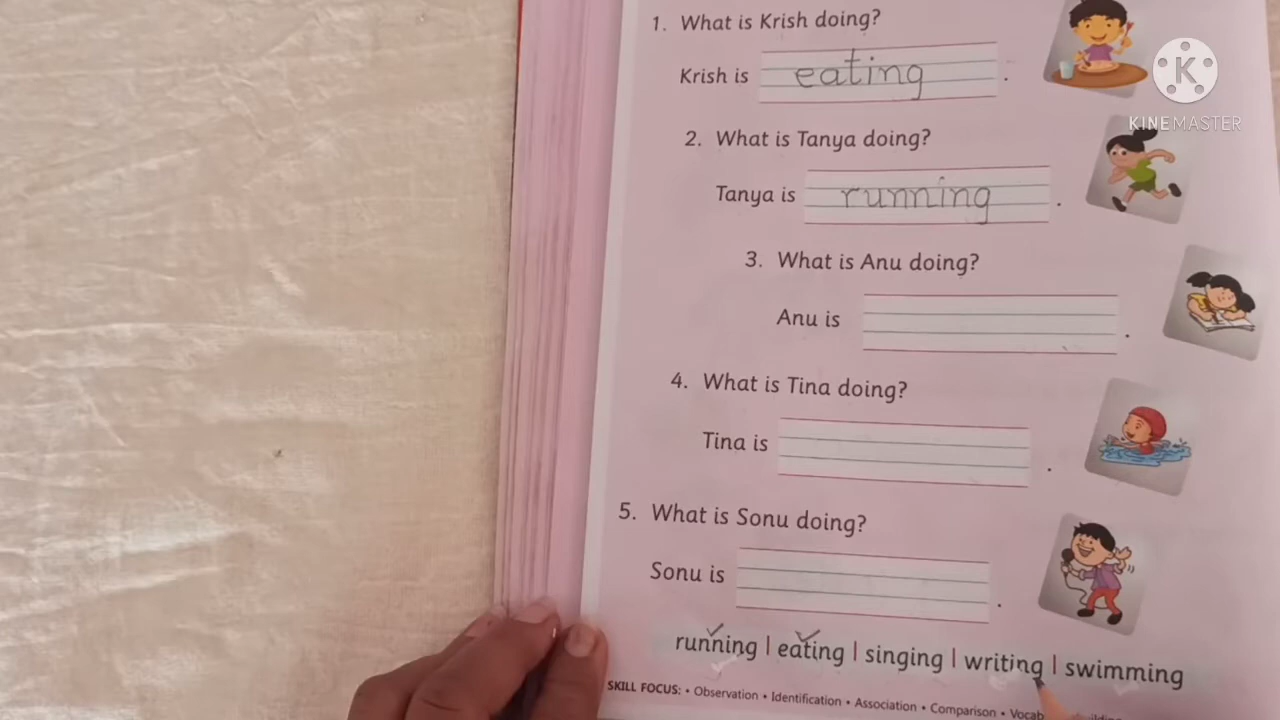 1. What is Krish doing?
Krish is eating.
K
KINEMASTER
2. What is Tanya doing?
Tanya is running.
3. What is Anu doing?
Anu is .
4. What is Tina doing?
Tina is .
5. What is Sonu doing?
Sonu is .
running | eating | singing | writing | swimming
SKILL FOCUS: • Observation • Identification • Association • Comparison •